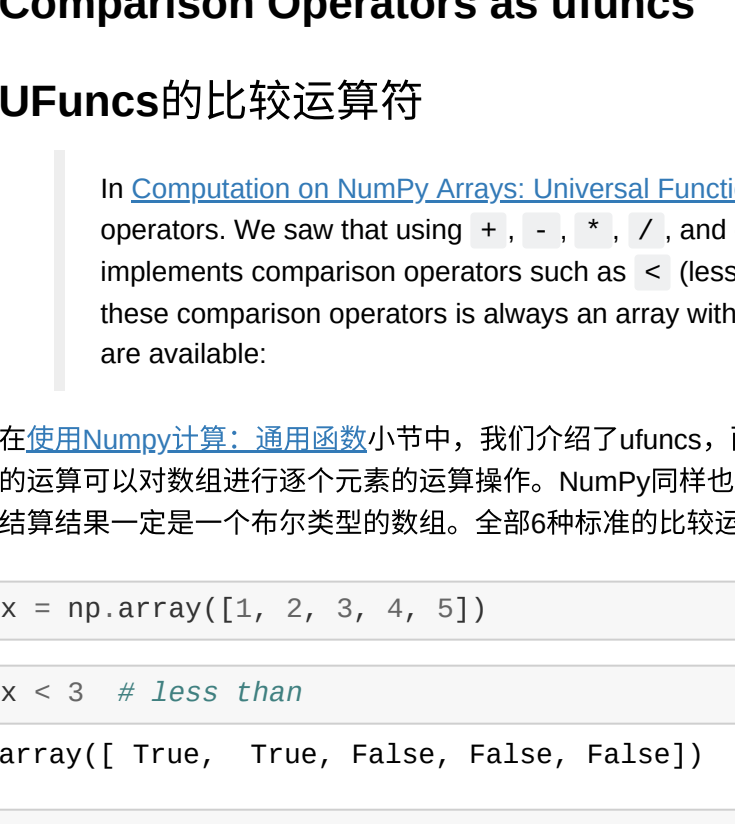 Comparison Operators as ufuncs
UFuncs的比较运算符
In Computation on NumPy Arrays: Universal Functi
operators. We saw that using + , - , * , / , and
implements comparison operators such as < (less
these comparison operators is always an array with
are available:
在使用Numpy计算：通用函数小节中，我们介绍了ufuncs，
的运算可以对数组进行逐个元素的运算操作。NumPy同样也
结算结果一定是一个布尔类型的数组。全部6种标准的比较运
x = np.array([1, 2, 3, 4, 5])
x < 3  # less than
array([ True,  True, False, False, False])